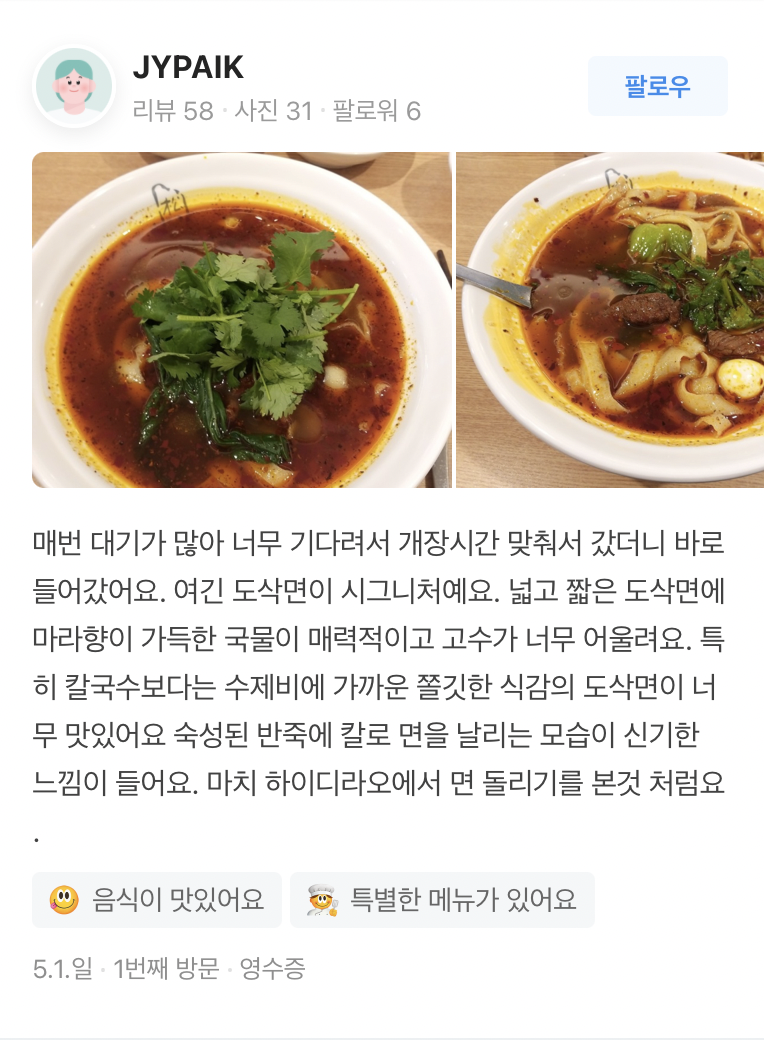 JYPAIK
리뷰 58 · 사진 31 · 팔로워 6
팔로우
매번 대기가 많아 너무 기다려서 개장시간 맞춰서 갔더니 바로
들어갔어요. 여긴 도삭면이 시그니처예요. 넓고 짧은 도삭면에
마라향이 가득한 국물이 매력적이고 고수가 너무 어울려요. 특
히 칼국수보다는 수제비에 가까운 쫄깃한 식감의 도삭면이 너
무 맛있어요 숙성된 반죽에 칼로 면을 날리는 모습이 신기한
느낌이 들어요. 마치 하이디라오에서 면 돌리기를 본것 처럼요
.
음식이 맛있어요
특별한 메뉴가 있어요
5.1.일 · 1번째 방문 · 영수증